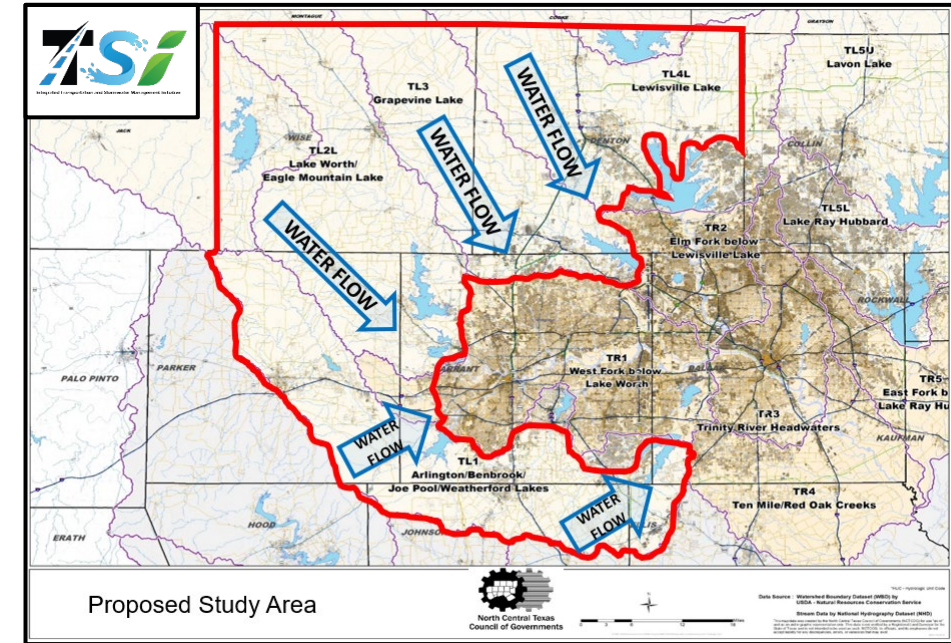 TSi
Integrated Transportation and Stormwater Management Initiative
MONTAGUE
COOKE
GRAYSON
TL5U
Lavon Lake
TL4L
Lewisville Lake
TL3
Grapevine Lake
JACK
WISE
DENTON
COLLIN
TL2L
Lake Worth/
Eagle Mountain Lake
WATER FLOW
WATER FLOW
WATER FLOW
TL5L
Lake Ray Hubbard
TR2
Elm Fork below
Lewisville Lake
ROCKWALL
PALO PINTO
PARKER
TR1
West Fork below
Lake Worth
TR5
East Fork b
Lake Ray Hu
TR3
Trinity River Headwaters
KAUFMAN
WATER
FLOW
TL1
Arlington/Benbrook/
Joe Pool/Weatherford Lakes
TR4
Ten Mile/Red Oak Creeks
WATER
FLOW
ERATH
HOOD
Proposed Study Area
North Central Texas
Council of Governments
Data Source : Watershed Boundary Dataset (WBD) by
USDA - Natural Resources Conservation Service
Stream Data by National Hydrography Dataset (NHD)